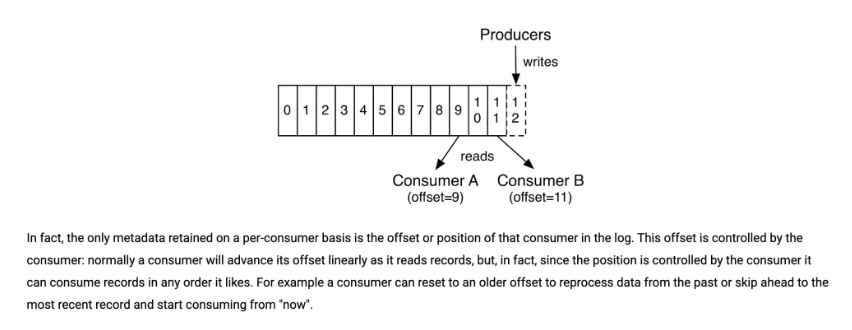 Producers
writes
0 1 2 3 4 5 6 7 8 9 10 11 12
reads
Consumer A Consumer B
(offset=9) (offset=11)
In fact, the only metadata retained on a per-consumer basis is the offset or position of that consumer in the log. This offset is controlled by the
consumer: normally a consumer will advance its offset linearly as it reads records, but, in fact, since the position is controlled by the consumer it
can consume records in any order it likes. For example a consumer can reset to an older offset to reprocess data from the past or skip ahead to the
most recent record and start consuming from "now".